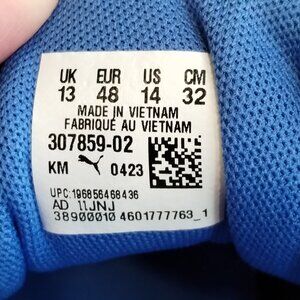 UK EUR US CM
13 48 14 32
MADE IN VIETNAM
FABRIQUÉ AU VIETNAM
307859-02
KM 0423
UPC:196856468436
AD 11JNJ
38900010 4601777763_1